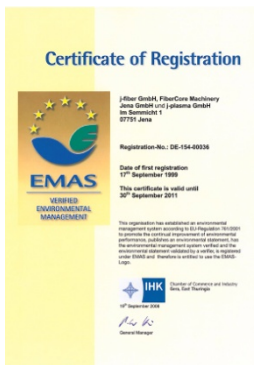 Certificate of Registration
j-fiber GmbH, FiberCore Machinery
Jena GmbH und j-plasma GmbH
Im Semmicht 1
07751 Jena
Registration-No.: DE-154-00036
Date of first registration
17th September 1999
This certificate is valid until
30th September 2011
EMAS
VERIFIED
ENVIRONMENTAL
MANAGEMENT
This organisation has established an environmental
management system according to EU-Regulation 761/2001
to promote the continual improvement of environmental
performance, publishes an environmental statement, has
the environmental management system verified and the
environmental statement validated by a verifier, is registered
under EMAS and therefore is entitled to use the EMAS-
Logo.
IHK
Chamber of Commerce and Industry
Gera, East Thuringia
September 2008
General Manager